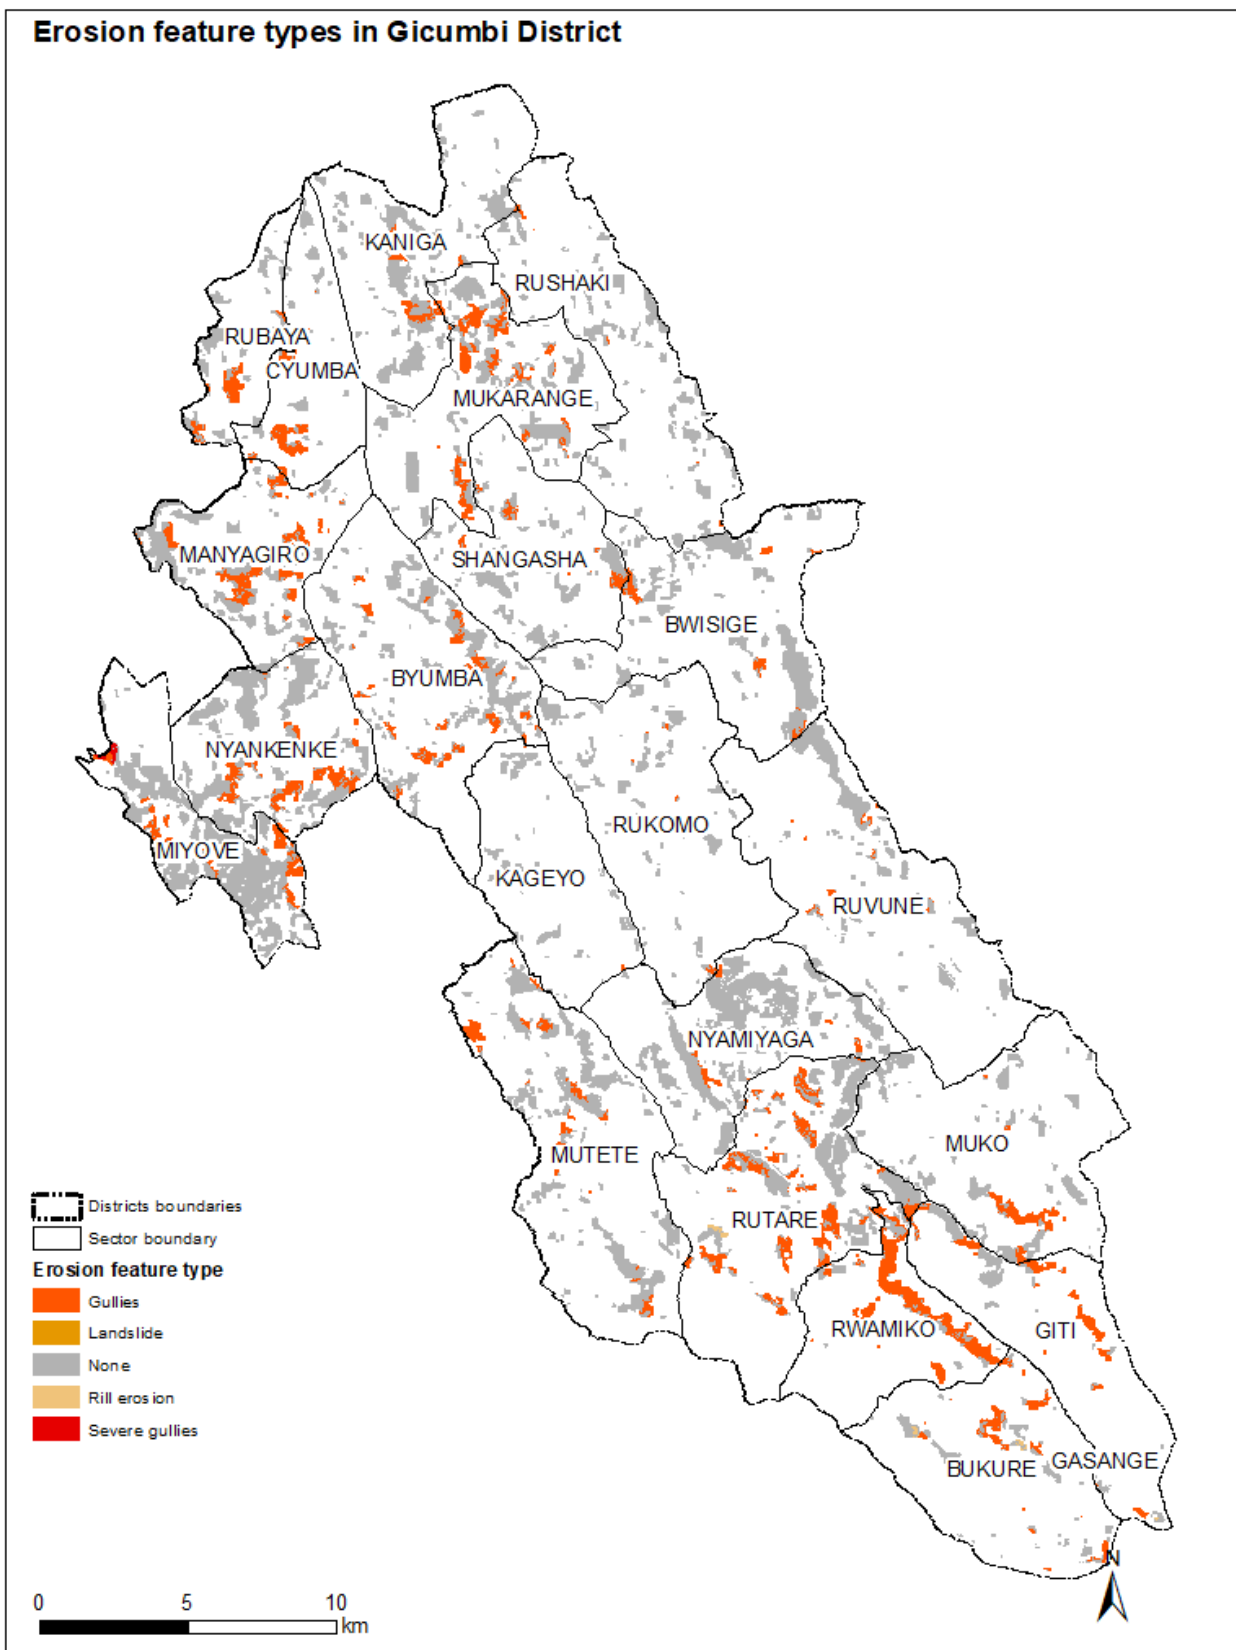 Erosion feature types in Gicumbi District
KANIGA
RUSHAKI
RUBAYA
CYUMBA
MUKARANGE
MANYAGIRO
SHANGASHA
BWISIGE
BYUMBA
NYANKENKE
RUKOMO
MIYOVE
KAGEYO
RUVUNE
NYAMIYAGA
MUKO
MUTETE
RUTARE
RWAMIKO
GITI
BUKURE
GASANGE
Districts boundaries
Sector boundary
Erosion feature type
Gullies
Landslide
None
Rill erosion
Severe gullies
N
0 5 10
km